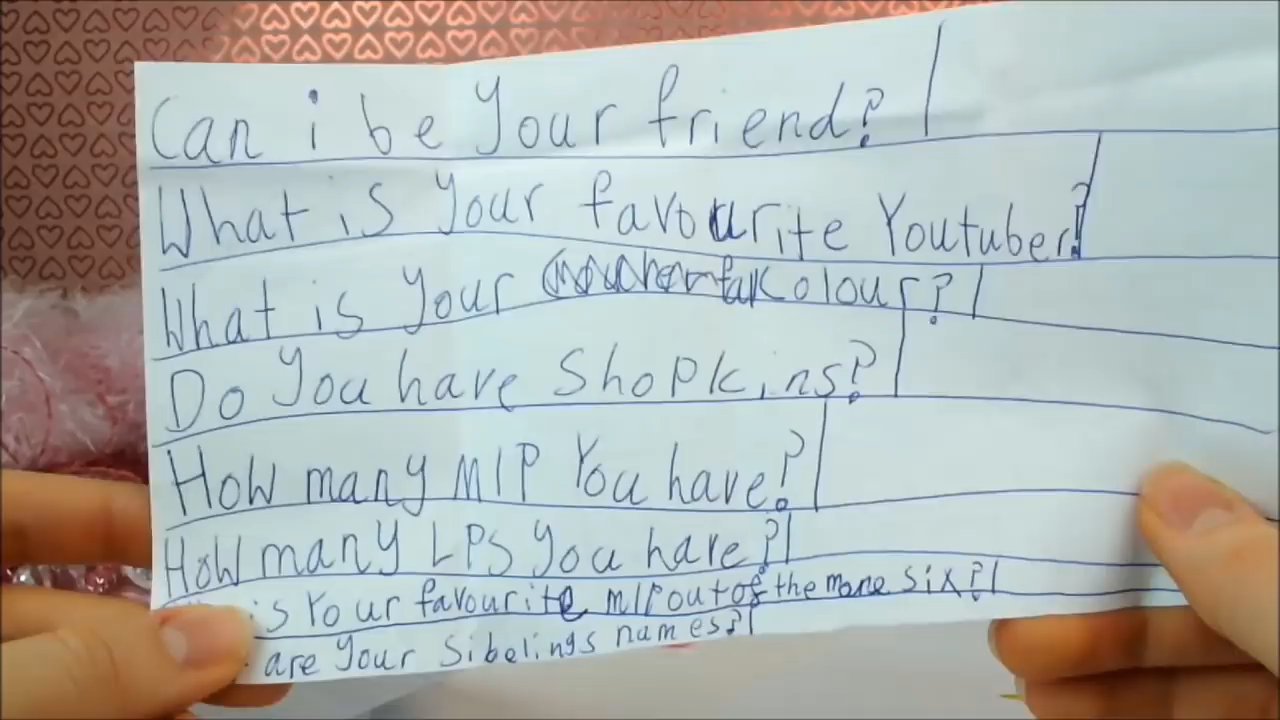 Can i be Your friend?
What is Your favourite Youtuber?
What is Your Colour?
Do You have Shopkins?
How many MlP You have?
How many LPS You have?
is Your favourite MlP out of the mane six?
are Your Sibelings names?